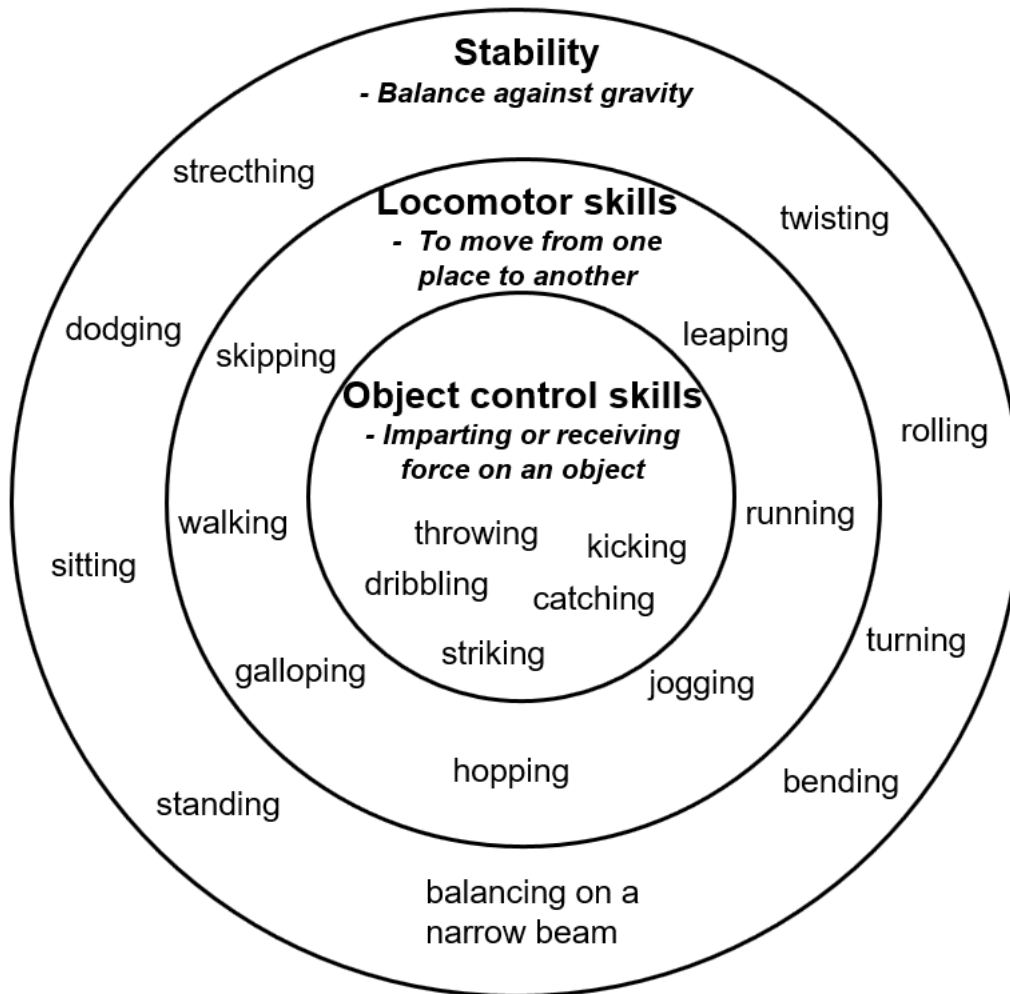 Stability
- Balance against gravity
strecthing
Locomotor skills
twisting
- To move from one
place to another
dodging
leaping
skipping
Object control skills
rolling
- Imparting or receiving
force on an object
running
walking
throwing
kicking
sitting
dribbling
catching
turning
striking
galloping
jogging
hopping
bending
standing
balancing on a
narrow beam